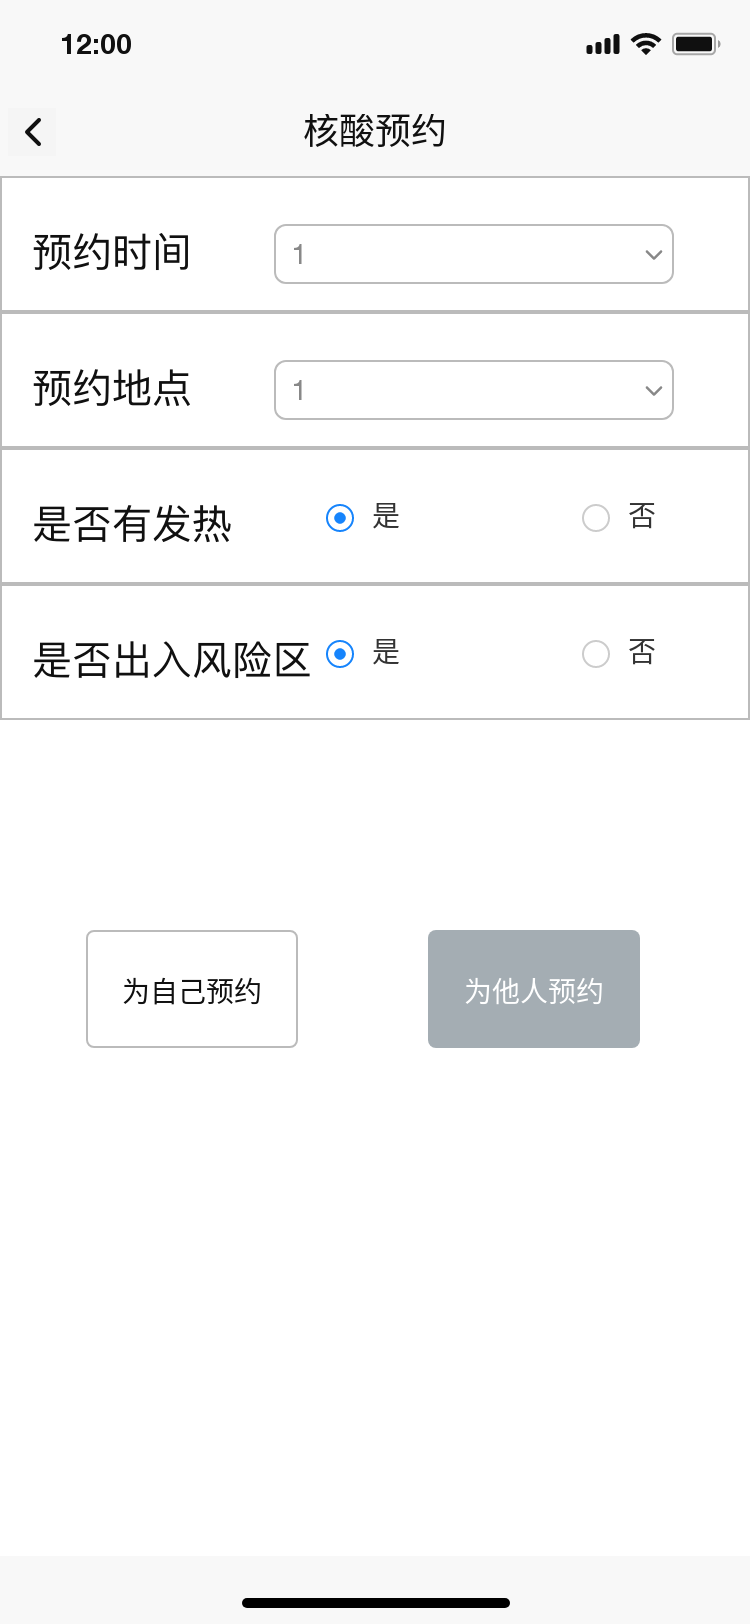 12:00
核酸预约
预约时间 1
预约地点 1
是否有发热 是 否
是否出入风险区 是 否
为自己预约 为他人预约